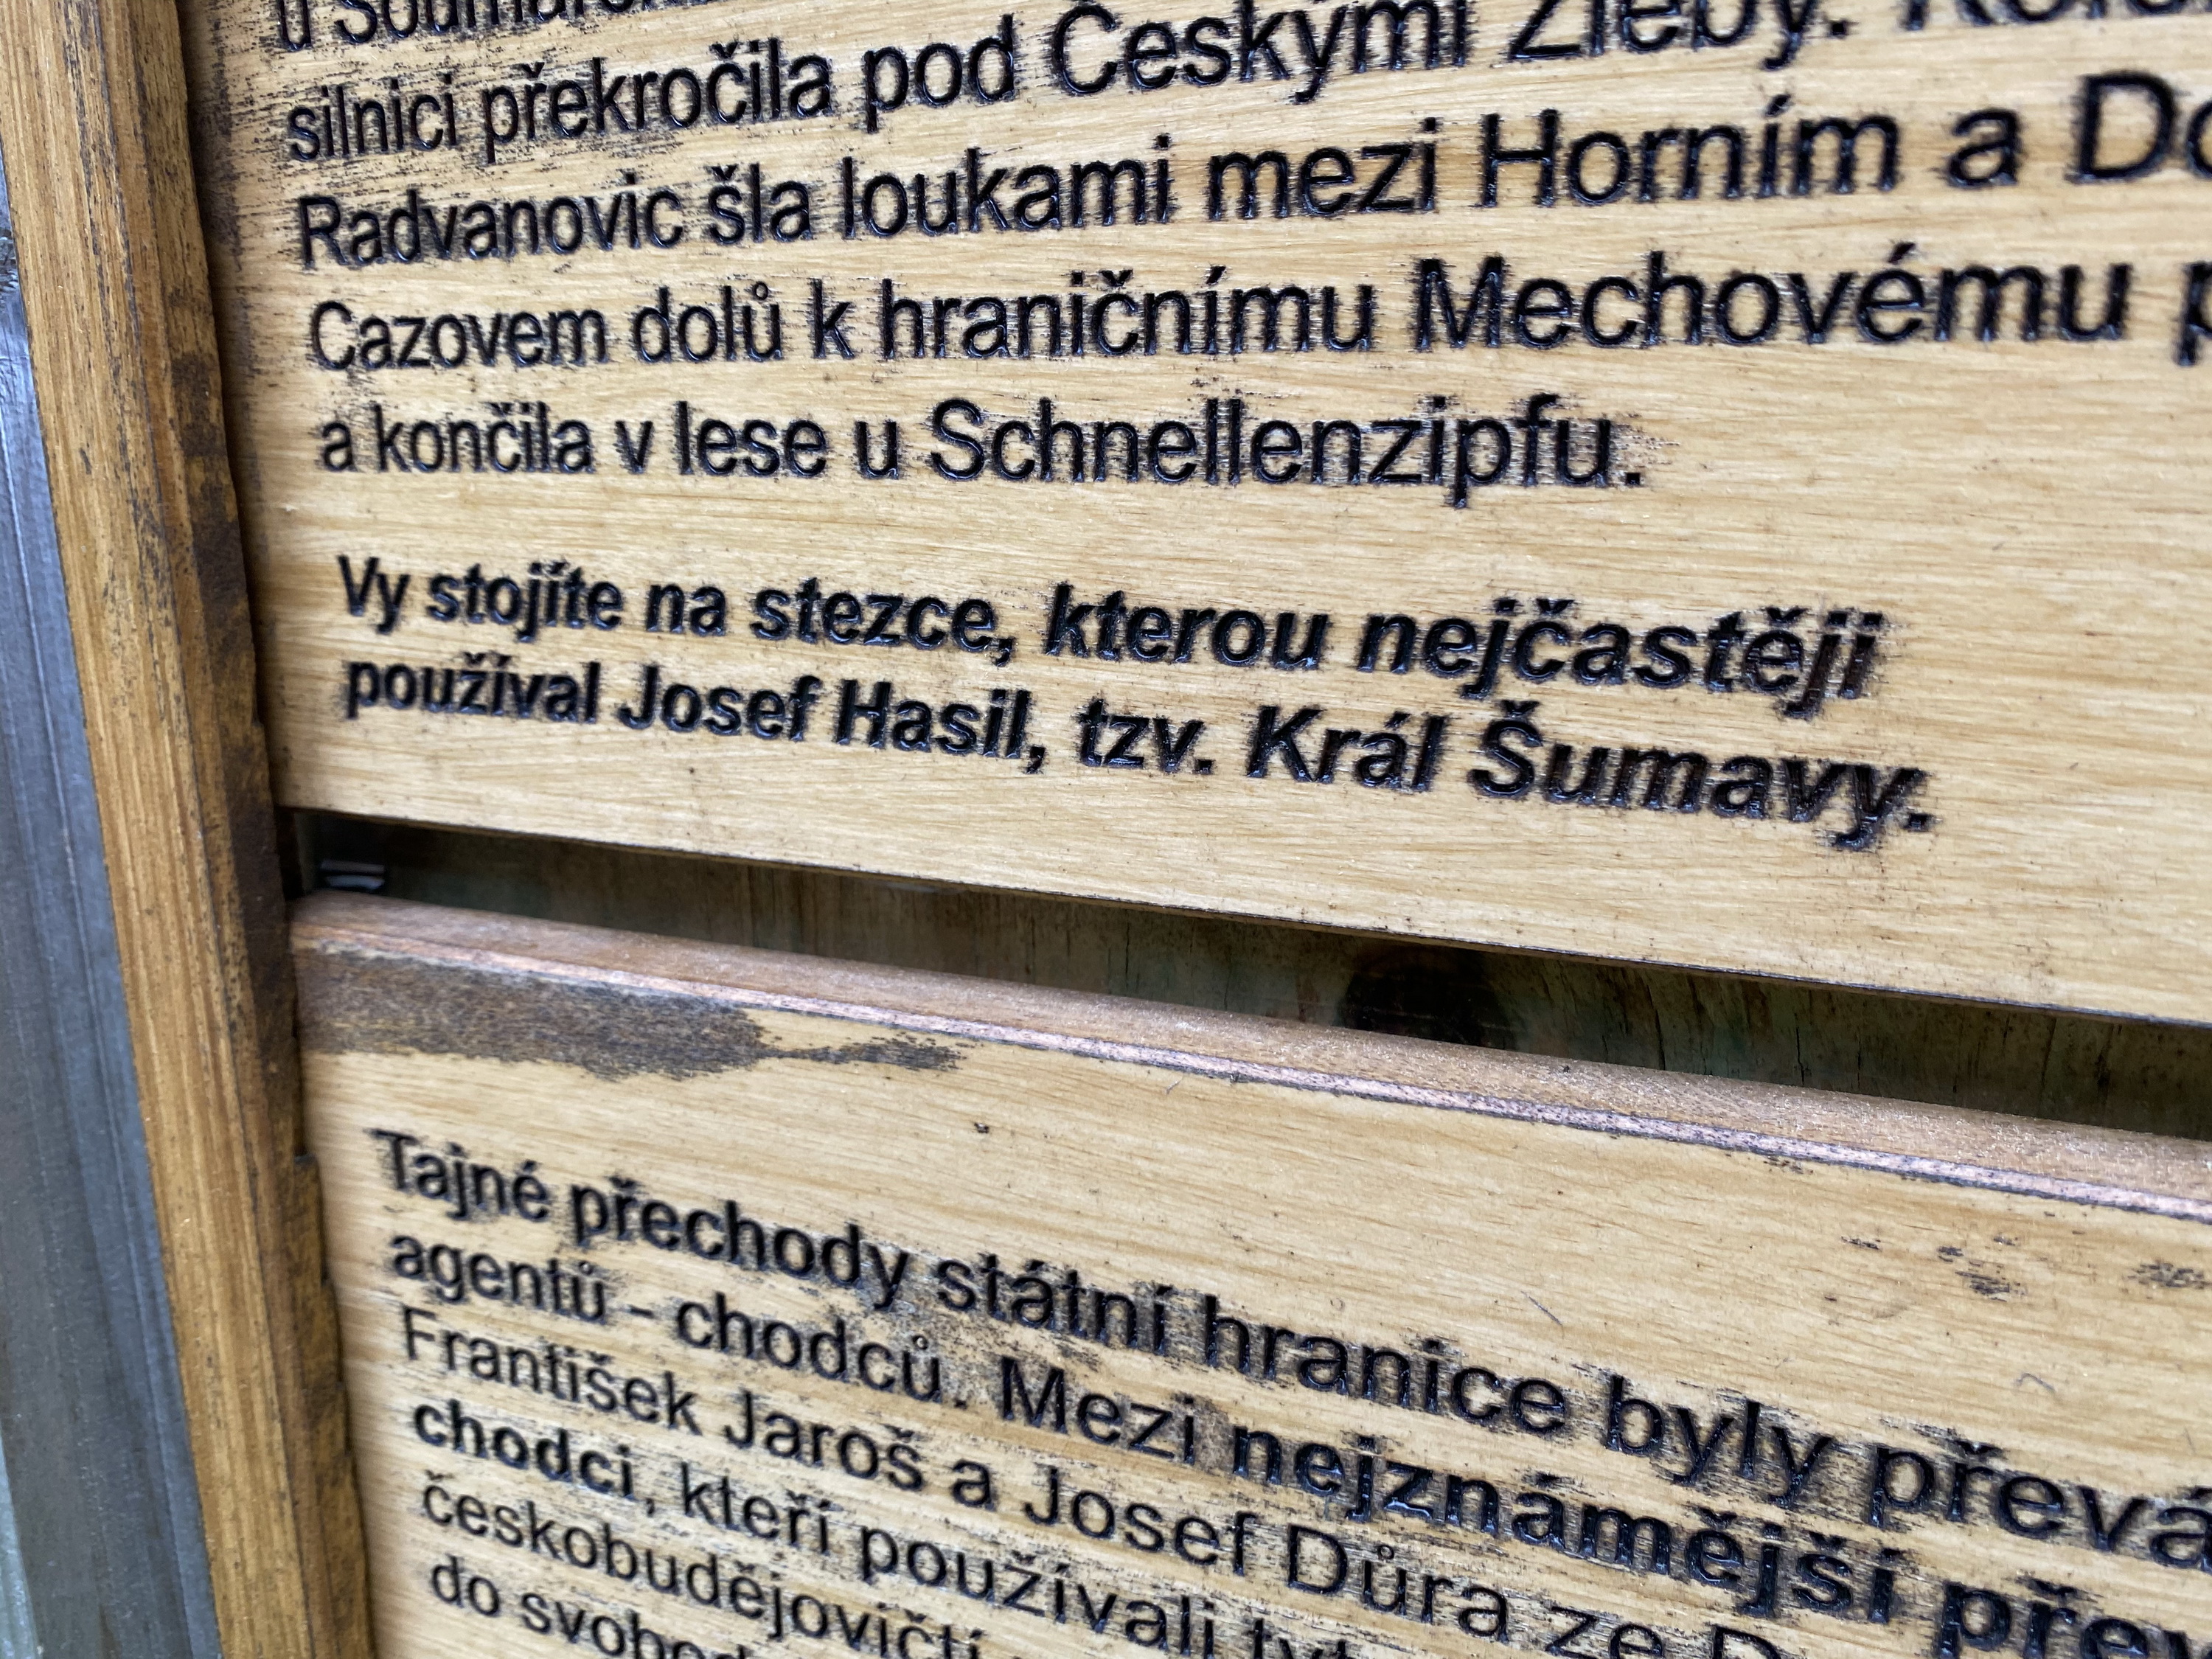 silnici překročila pod Českými Žleby.
Radvanovic šla loukami mezi Horním a
Cazovem dolů k hraničnímu Mechovému
a končila v lese u Schnellenzipfu.
Vy stojíte na stezce, kterou nejčastěji
používal Josef Hasil, tzv. Král Šumavy.
Tajné přechody státní hranice byly
agentů - chodců. Mezi nejznámější
František Jaroš a Josef Důra ze
chodci, kteří používali
českobudějovičtí
do